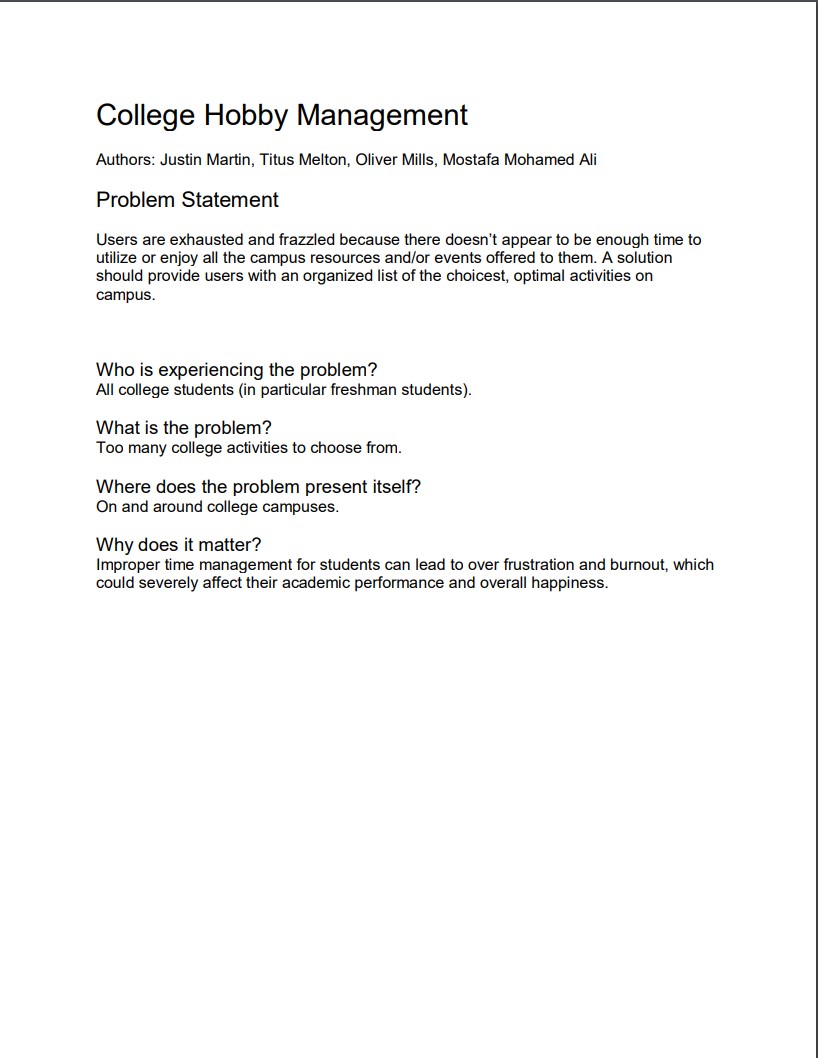 College Hobby Management
Authors: Justin Martin, Titus Melton, Oliver Mills, Mostafa Mohamed Ali
Problem Statement
Users are exhausted and frazzled because there doesn’t appear to be enough time to
utilize or enjoy all the campus resources and/or events offered to them. A solution
should provide users with an organized list of the choicest, optimal activities on
campus.
Who is experiencing the problem?
All college students (in particular freshman students).
What is the problem?
Too many college activities to choose from.
Where does the problem present itself?
On and around college campuses.
Why does it matter?
Improper time management for students can lead to over frustration and burnout, which
could severely affect their academic performance and overall happiness.